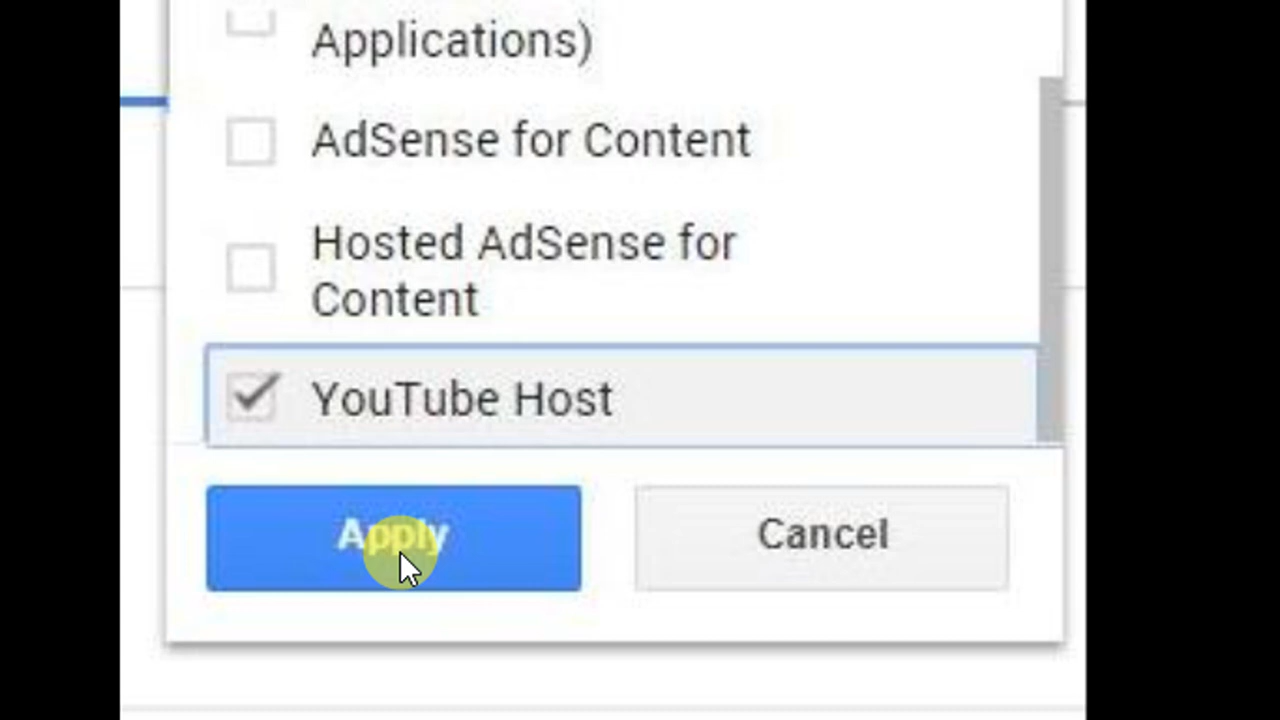 Applications)
AdSense for Content
Hosted AdSense for
Content
YouTube Host
Apply
Cancel